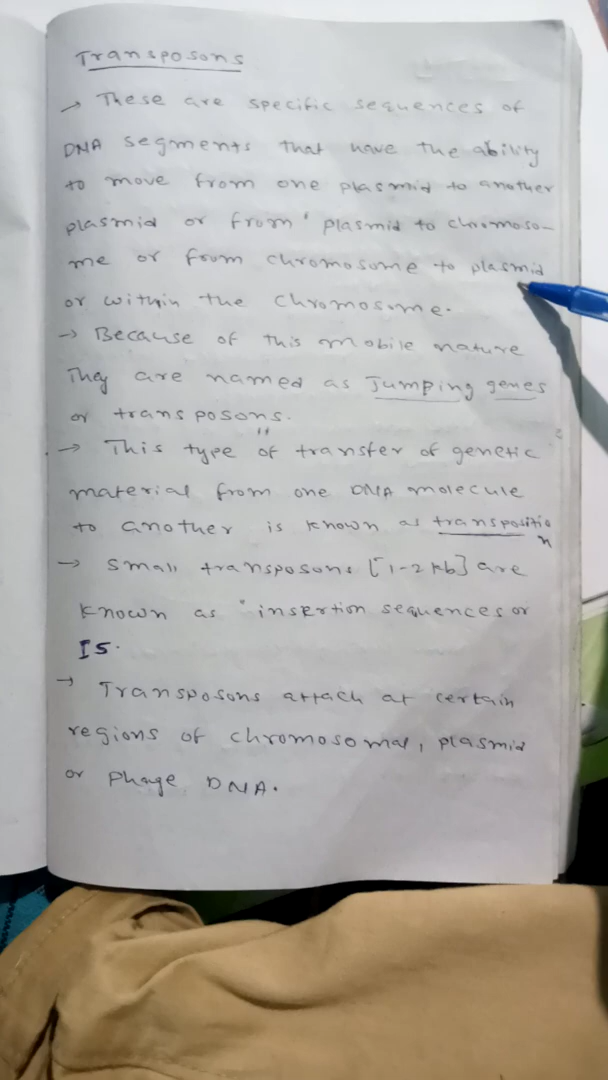 Transposons
→ These are specific sequences of
DNA segments that have the ability
to move from one plasmid to another
plasmid or from plasmid to chromoso-
me or from chromosome to plasmid
or within the chromosome.
→ Because of this mobile nature
They are named as Jumping genes
or transposons.
→ This type of transfer of genetic
material from one DNA molecule
to another is known as transpositio
n
→ Small transposons [1-2 kb] are
known as insertion sequences or
IS.
→ Transposons attach at certain
regions of chromosomal, plasmid
or Phage DNA.